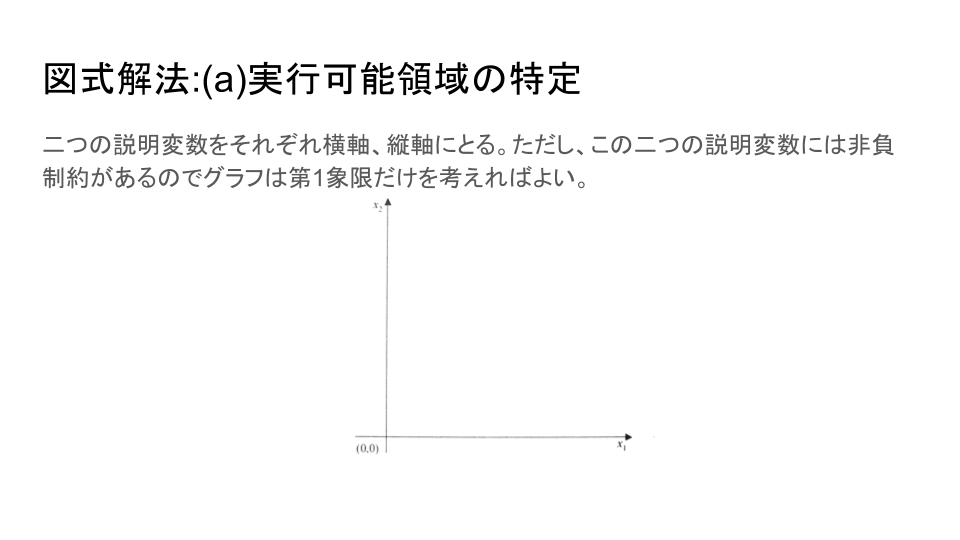 図式解法:(a)実行可能領域の特定
二つの説明変数をそれぞれ横軸、縦軸にとる。ただし、この二つの説明変数には非負
制約があるのでグラフは第1象限だけを考えればよい。
x₂
(0,0)
x₁